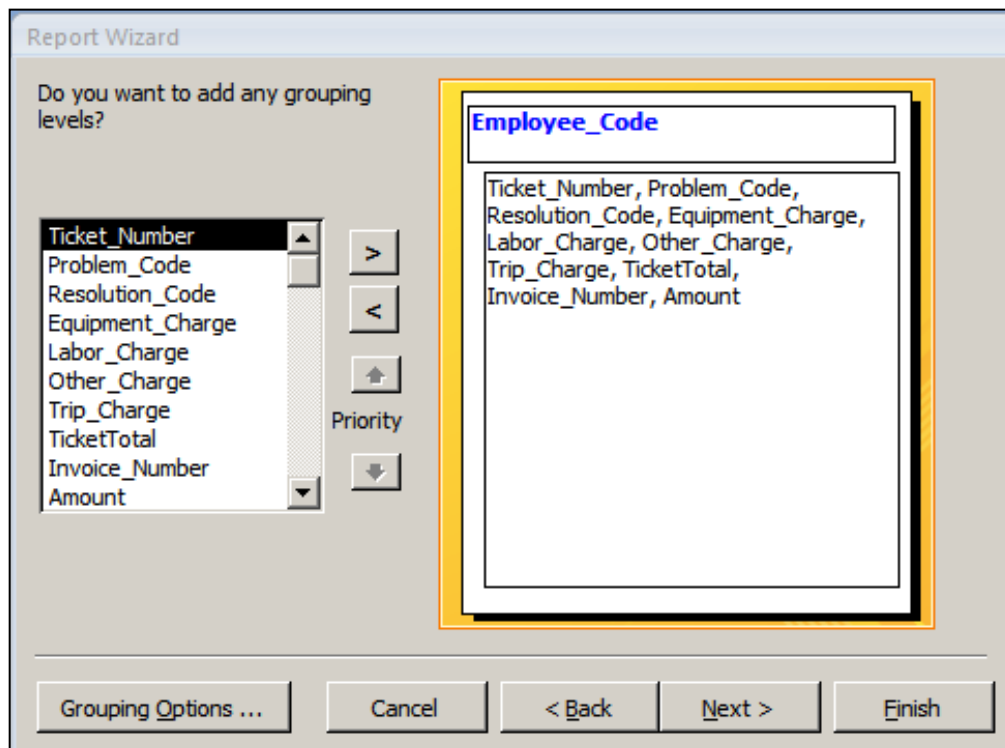 Report Wizard
Do you want to add any grouping
levels?
Employee_Code
Ticket_Number, Problem_Code,
Resolution_Code, Equipment_Charge,
Labor_Charge, Other_Charge,
Trip_Charge, TicketTotal,
Invoice_Number, Amount
Ticket_Number
Problem_Code
Resolution_Code
Equipment_Charge
Labor_Charge
Other_Charge
Trip_Charge
TicketTotal
Invoice_Number
Amount
>
<
Priority
Grouping Options ...
Cancel
< Back
Next >
Finish